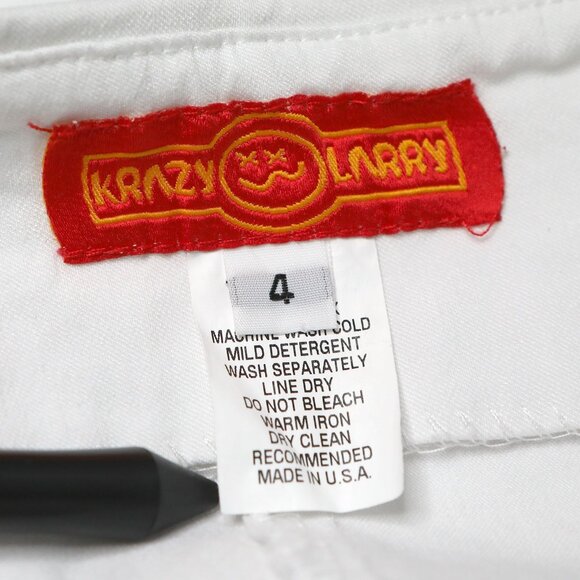 KRAZY LARRY
4
MACHINE WASH COLD
MILD DETERGENT
WASH SEPARATELY
LINE DRY
DO NOT BLEACH
WARM IRON
DRY CLEAN
RECOMMENDED
MADE IN U.S.A.